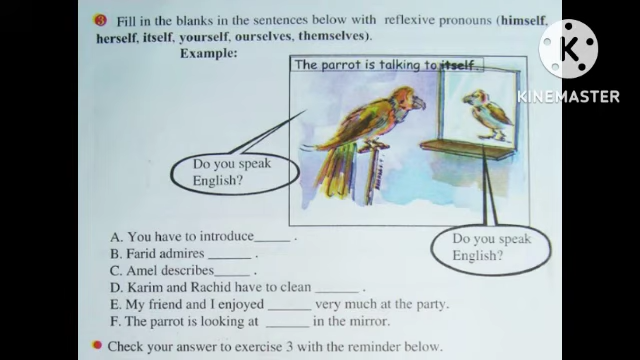 ③ Fill in the blanks in the sentences below with reflexive pronouns (himself,
herself, itself, yourself, ourselves, themselves).
Example:
The parrot is talking to itself.
K
KINEMASTER
Do you speak
English?
Do you speak
English?
A. You have to introduce_____ .
B. Farid admires ______ .
C. Amel describes_____ .
D. Karim and Rachid have to clean ______ .
E. My friend and I enjoyed ______ very much at the party.
F. The parrot is looking at ______ in the mirror.
• Check your answer to exercise 3 with the reminder below.